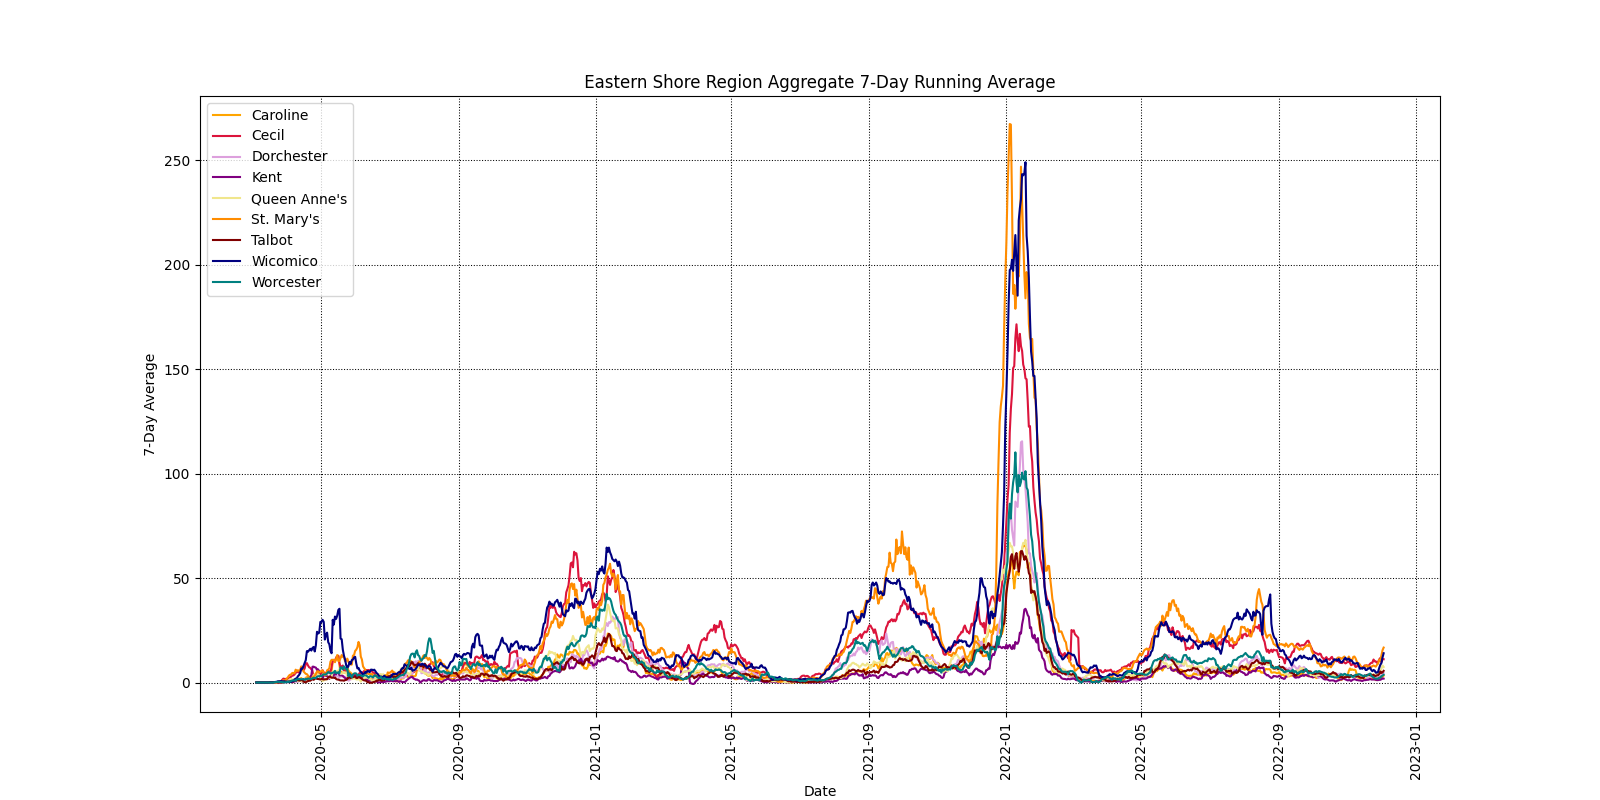 Eastern Shore Region Aggregate 7-Day Running Average
Caroline
Cecil
Dorchester
Kent
Queen Anne's
St. Mary's
Talbot
Wicomico
Worcester
7-Day Average
250
200
150
100
50
0
2020-05
2020-09
2021-01
2021-05
2021-09
2022-01
2022-05
2022-09
2023-01
Date